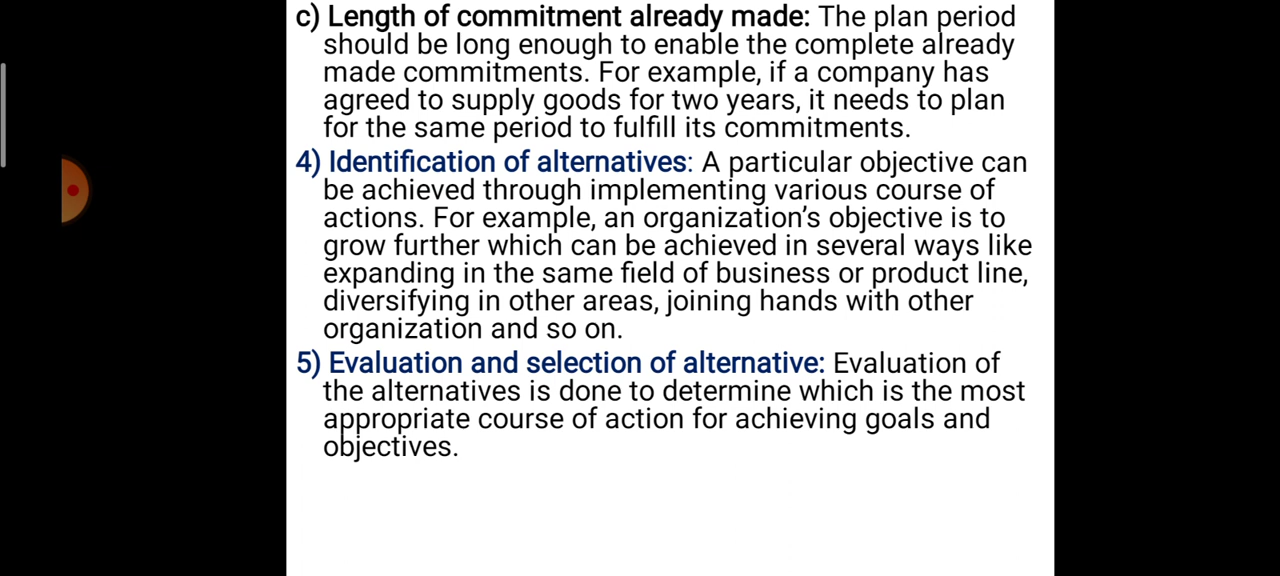 c) Length of commitment already made: The plan period
should be long enough to enable the complete already
made commitments. For example, if a company has
agreed to supply goods for two years, it needs to plan
for the same period to fulfill its commitments.
4) Identification of alternatives: A particular objective can
be achieved through implementing various course of
actions. For example, an organization’s objective is to
grow further which can be achieved in several ways like
expanding in the same field of business or product line,
diversifying in other areas, joining hands with other
organization and so on.
5) Evaluation and selection of alternative: Evaluation of
the alternatives is done to determine which is the most
appropriate course of action for achieving goals and
objectives.